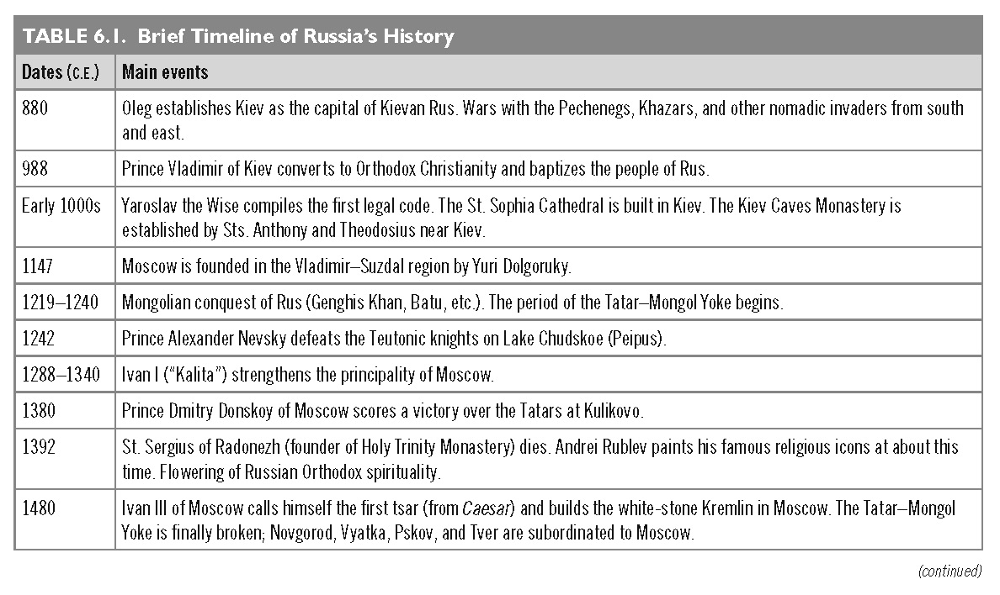 TABLE 6.1. Brief Timeline of Russia’s History
Dates (C.E.) Main events
880 Oleg establishes Kiev as the capital of Kievan Rus. Wars with the Pechenegs, Khazars, and other nomadic invaders from south
and east.
988 Prince Vladimir of Kiev converts to Orthodox Christianity and baptizes the people of Rus.
Early 1000s Yaroslav the Wise compiles the first legal code. The St. Sophia Cathedral is built in Kiev. The Kiev Caves Monastery is
established by Sts. Anthony and Theodosius near Kiev.
1147 Moscow is founded in the Vladimir–Suzdal region by Yuri Dolgoruky.
1219–1240 Mongolian conquest of Rus (Genghis Khan, Batu, etc.). The period of the Tatar–Mongol Yoke begins.
1242 Prince Alexander Nevsky defeats the Teutonic knights on Lake Chudskoe (Peipus).
1288–1340 Ivan I (“Kalita”) strengthens the principality of Moscow.
1380 Prince Dmitry Donskoy of Moscow scores a victory over the Tatars at Kulikovo.
1392 St. Sergius of Radonezh (founder of Holy Trinity Monastery) dies. Andrei Rublev paints his famous religious icons at about this
time. Flowering of Russian Orthodox spirituality.
1480 Ivan III of Moscow calls himself the first tsar (from Caesar) and builds the white-stone Kremlin in Moscow. The Tatar–Mongol
Yoke is finally broken; Novgorod, Vyatka, Pskov, and Tver are subordinated to Moscow.
(continued)